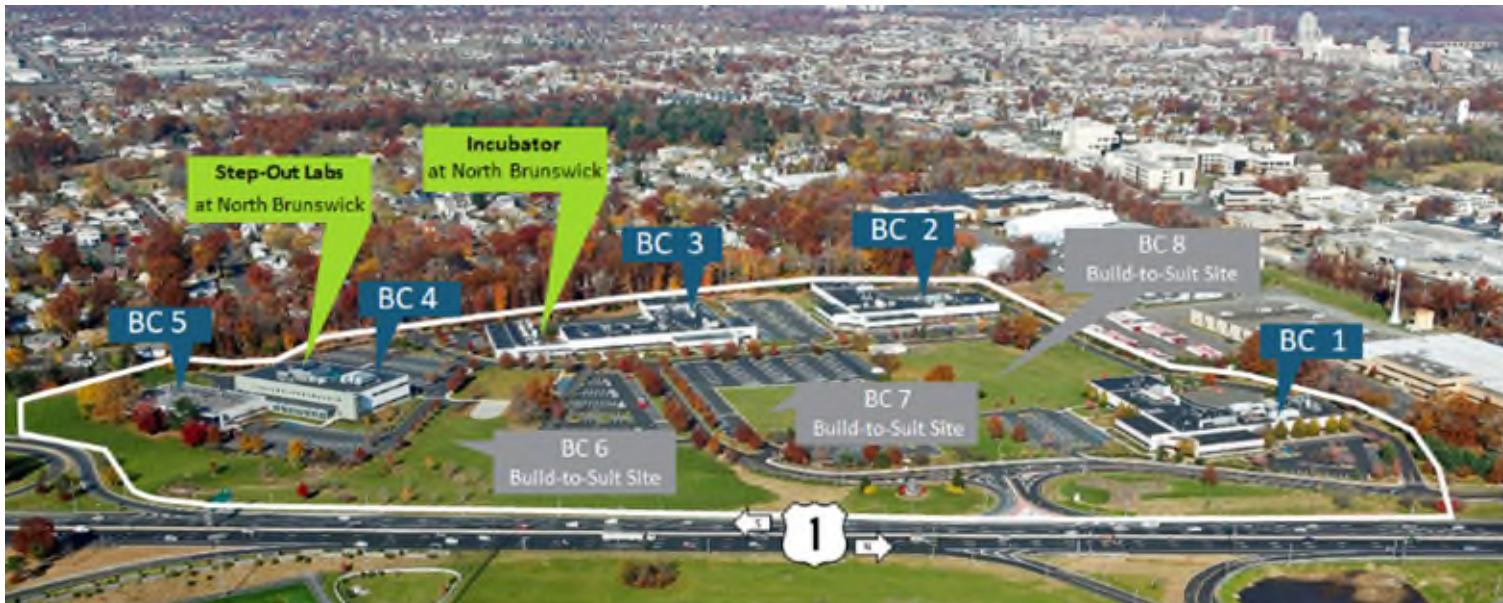 Incubator
at North Brunswick
Step-Out Labs
at North Brunswick
BC 3
BC 2
BC 8
Build-to-Suit Site
BC 4
BC 5
BC 1
BC 7
Build-to-Suit Site
BC 6
Build-to-Suit Site
S
1
N